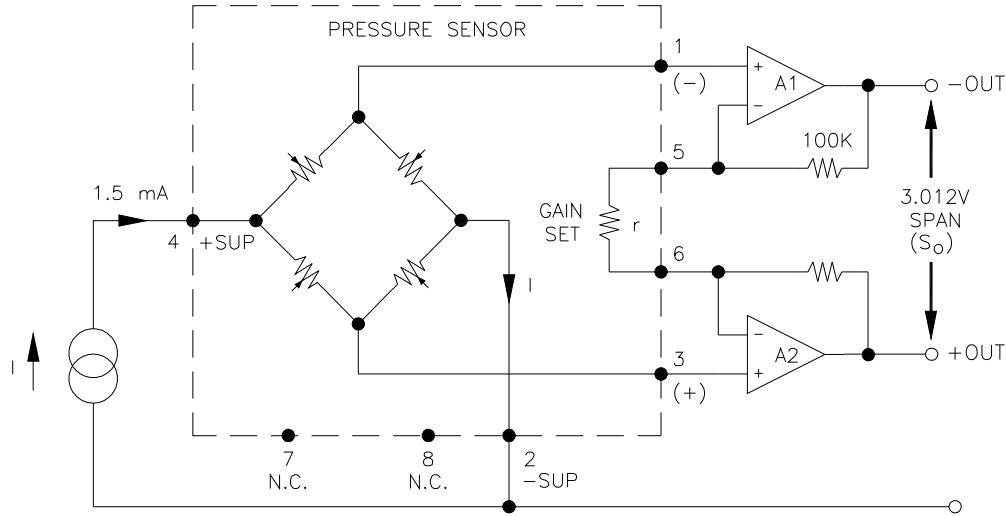 PRESSURE SENSOR
1
(-)
+
A1
-
-OUT
100K
5
1.5 mA
GAIN
SET
r
3.012V
SPAN
(So)
4
+SUP
6
I
I
-
A2
+
+OUT
3
(+)
7
N.C.
8
N.C.
2
-SUP